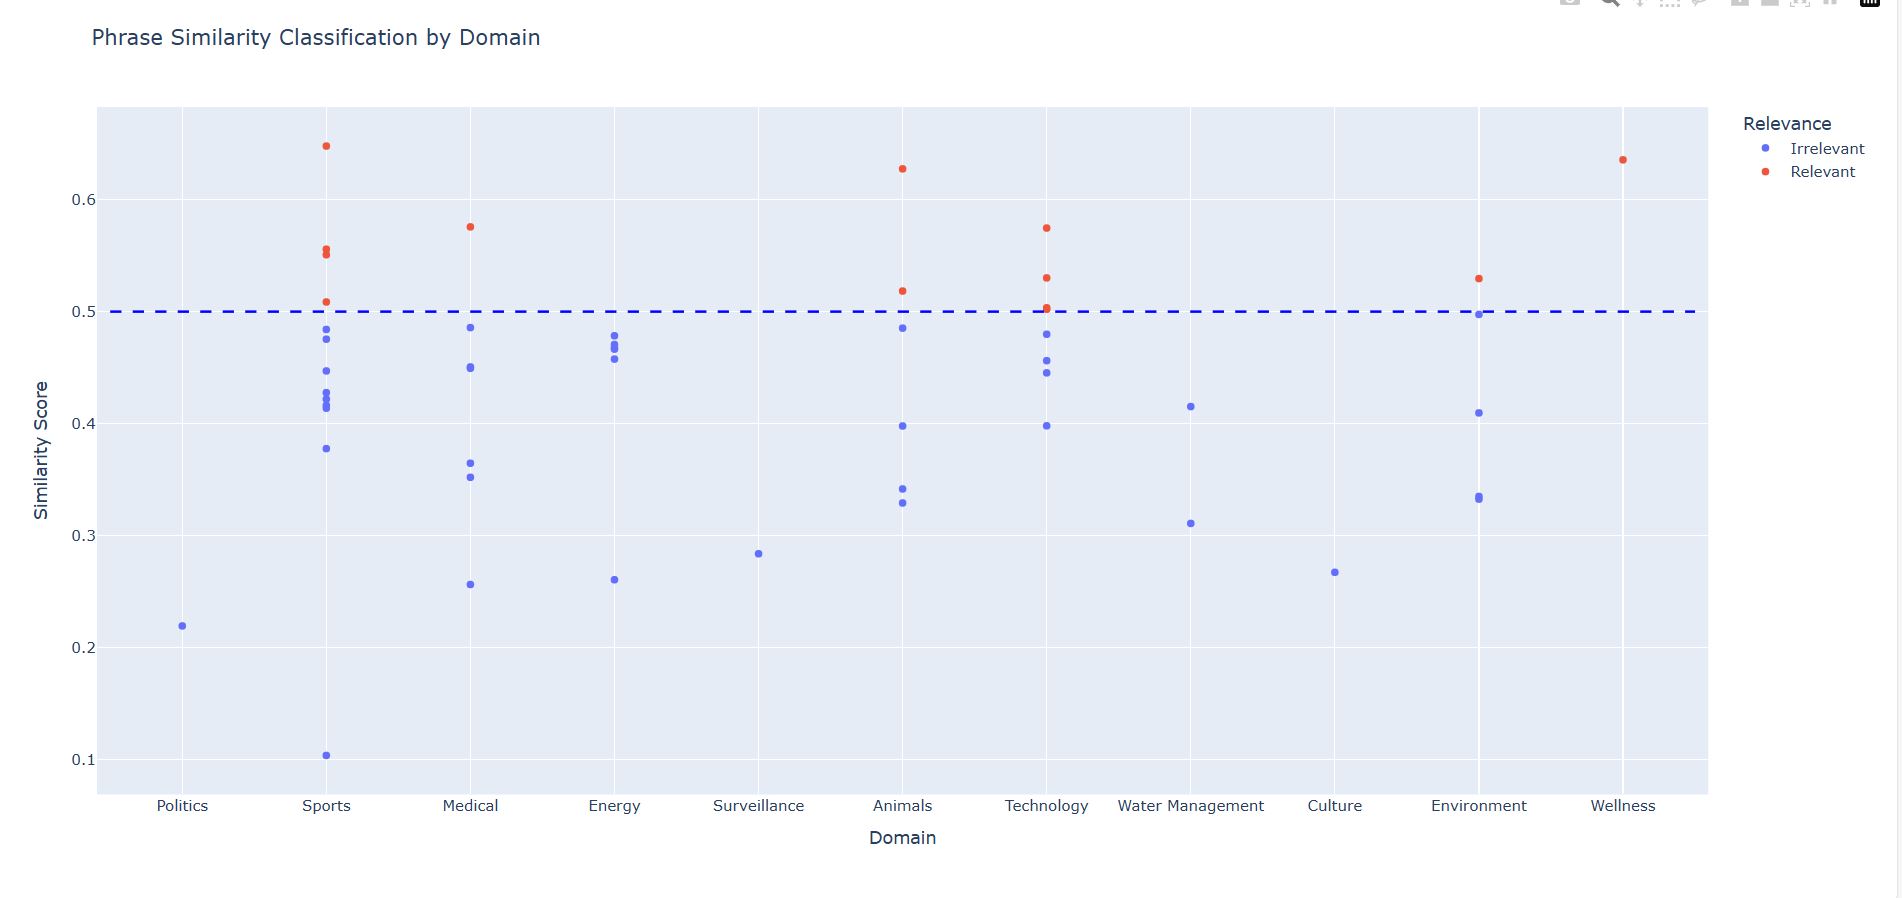 Phrase Similarity Classification by Domain
Relevance
Irrelevant
Relevant
0.6
0.5
0.4
0.3
0.2
0.1
Similarity Score
Politics
Sports
Medical
Energy
Surveillance
Animals
Technology
Water Management
Culture
Environment
Wellness
Domain